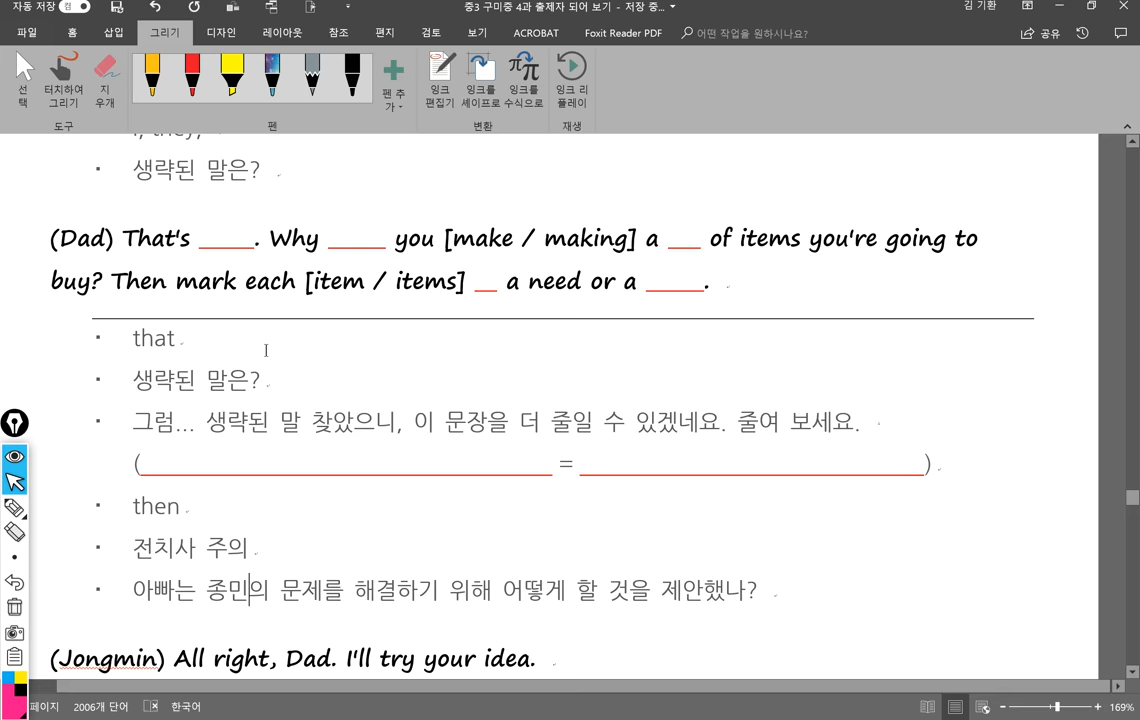 자동 저장 켬 중3 구미중 4과 출제자 되어 보기 - 저장 중... 김 기환
파일 홈 삽입 그리기 디자인 레이아웃 참조 편지 검토 보기 ACROBAT Foxit Reader PDF 어떤 작업을 원하시나요? 공유
선택 터치하여 그리기 지우개 펜 추가 잉크 편집기 잉크를 셰이프로 잉크를 수식으로 잉크 리플레이
도구 펜 변환 재생
생략된 말은?
(Dad) That's _____. Why _____ you [make / making] a ___ of items you're going to
buy? Then mark each [item / items] __ a need or a _____.
that
생략된 말은?
그럼... 생략된 말 찾았으니, 이 문장을 더 줄일 수 있겠네요. 줄여 보세요.
(__________ = __________)
then
전치사 주의
아빠는 종민의 문제를 해결하기 위해 어떻게 할 것을 제안했나?
(Jongmin) All right, Dad. I'll try your idea.
페이지 2006개 단어 한국어 169%